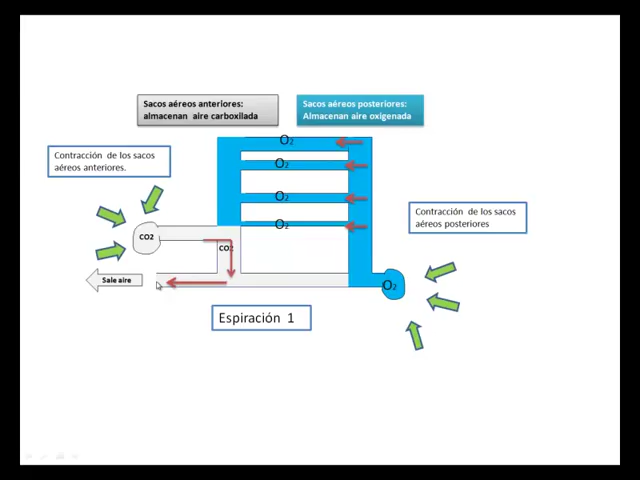 Sacos aéreos anteriores:
almacenan aire carboxilada
Sacos aéreos posteriores:
Almacenan aire oxigenada
Contracción de los sacos
aéreos anteriores.
O2
O2
O2
O2
Contracción de los sacos
aéreos posteriores
CO2
CO2
Sale aire
O2
Espiración 1